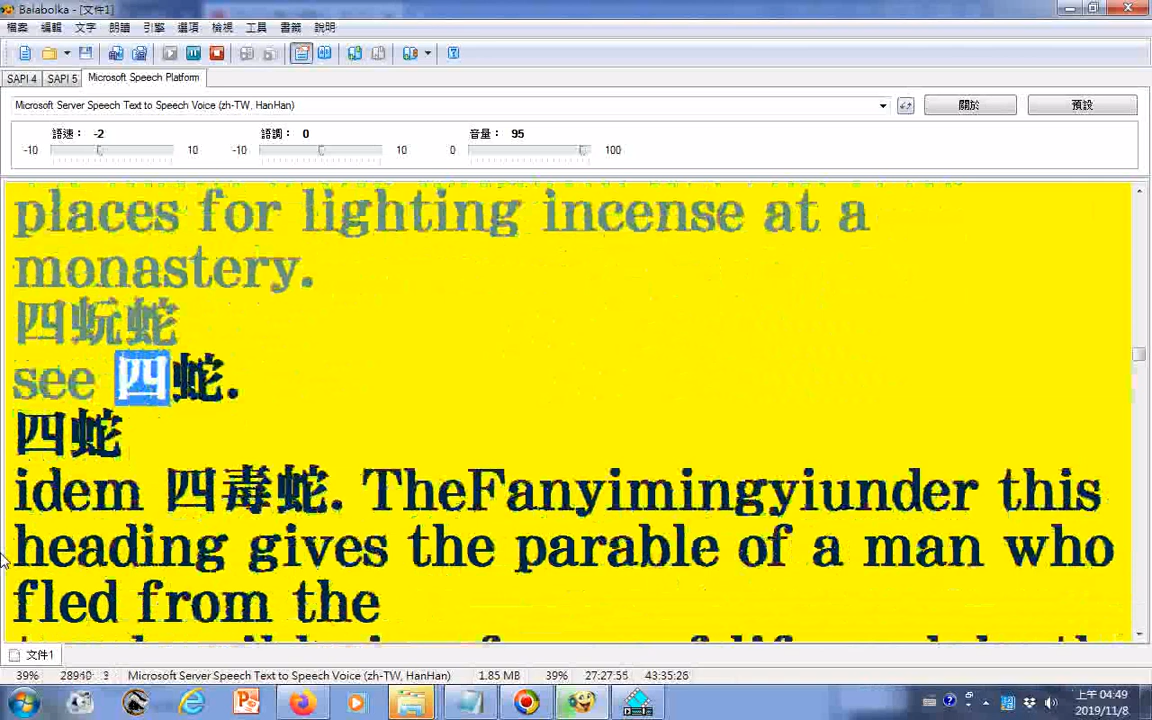 Balabolka - [文件1]
檔案 編輯 文字 朗讀 引擎 選項 檢視 工具 書籤 說明
SAPI 4 SAPI 5 Microsoft Speech Platform
Microsoft Server Speech Text to Speech Voice (zh-TW, HanHan) 關於 預設
語速： -2 語調： 0 音量： 95
-10 10 -10 10 0 100
places for lighting incense at a
monastery.
四蚖蛇
see 四蛇.
四蛇
idem 四毒蛇. TheFanyimingyiunder this
heading gives the parable of a man who
fled from the
文件1
39% 28940 3 Microsoft Server Speech Text to Speech Voice (zh-TW, HanHan) 1.85 MB 39% 27:27:55 43:35:26
上午 04:49
2019/11/8